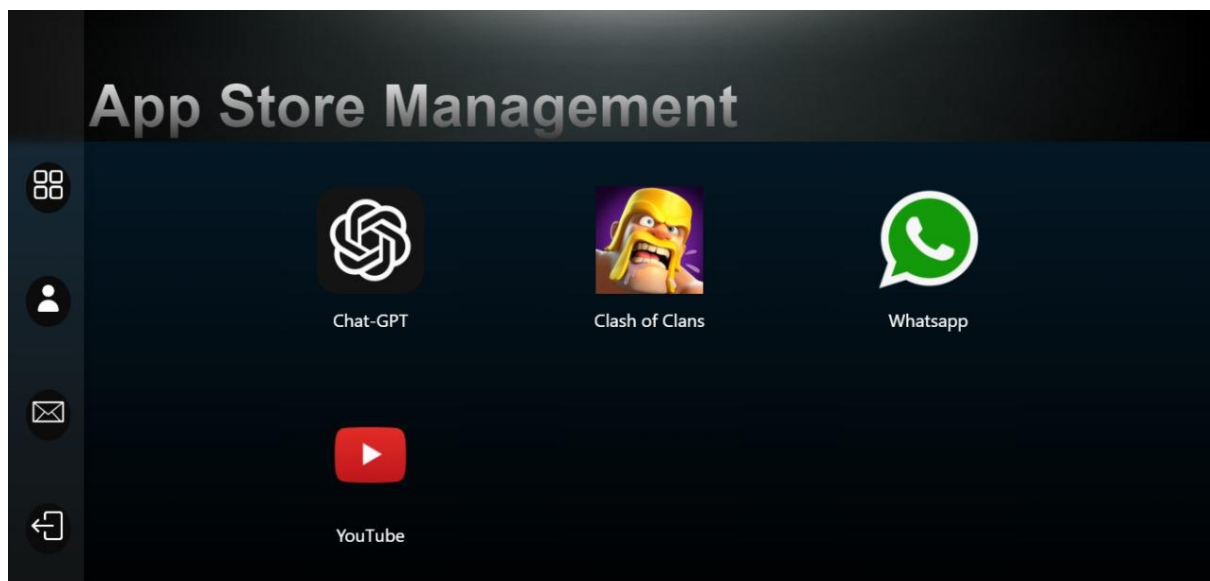 App Store Management
Chat-GPT
Clash of Clans
Whatsapp
YouTube